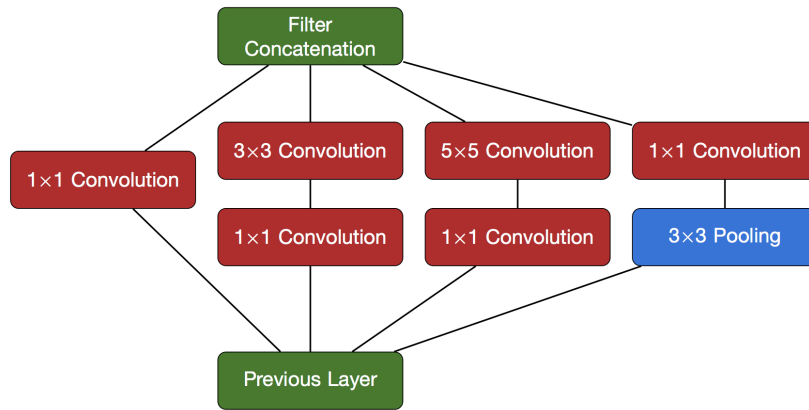 Filter
Concatenation
3×3 Convolution
5×5 Convolution
1×1 Convolution
1×1 Convolution
1×1 Convolution
1×1 Convolution
3×3 Pooling
Previous Layer